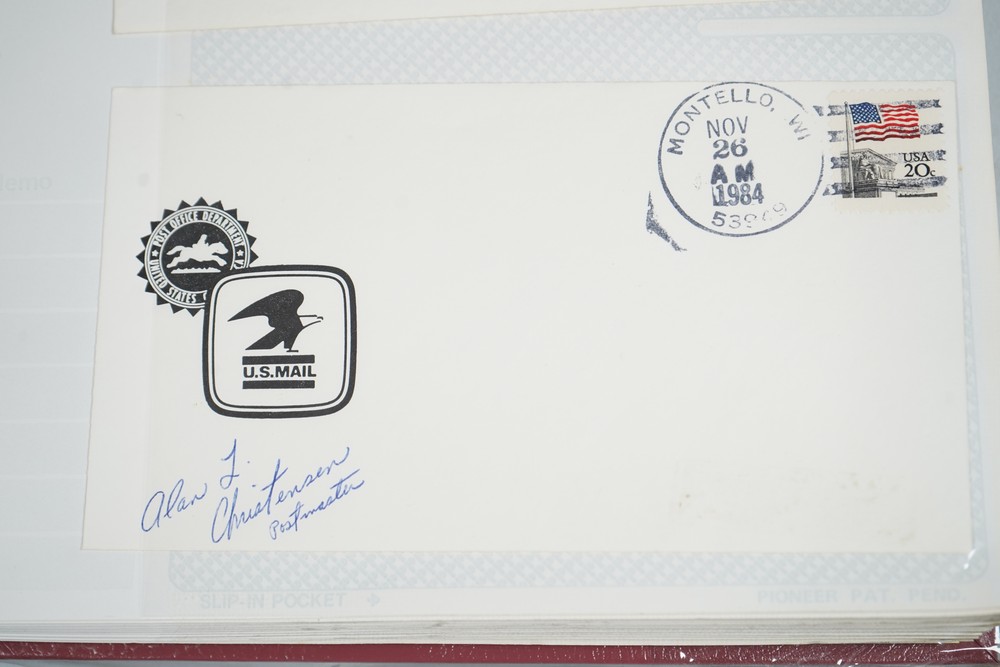 MONTELLO, WI
NOV
26
AM
1984
USA
20c
POST OFFICE DEPARTMENT
UNITED STATES
U.S.MAIL
Alan L.
Christensen
Postmaster
SLIP-IN POCKET
PIONEER PAT. PEND.